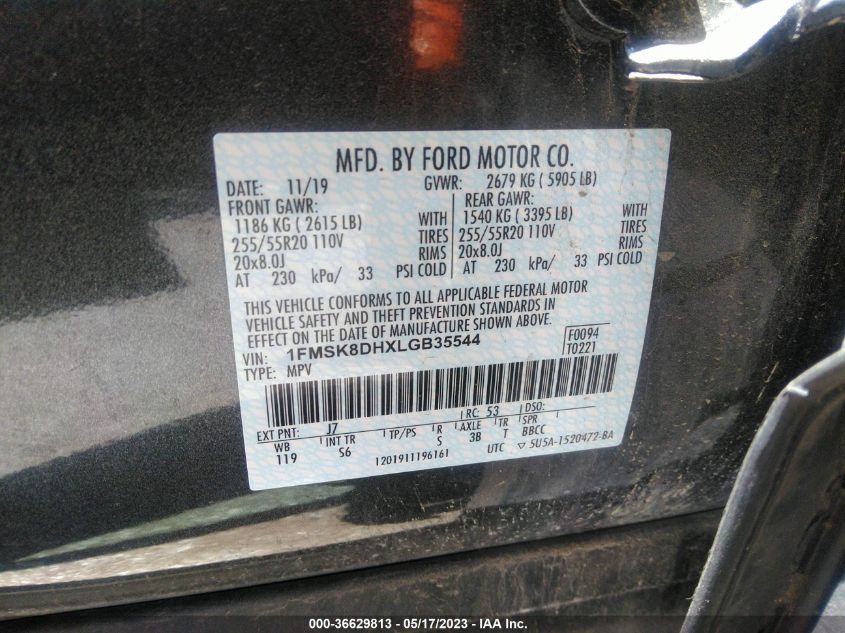 MFD. BY FORD MOTOR CO.
DATE: 11/19 GVWR: 2679 KG ( 5905 LB)
FRONT GAWR: REAR GAWR:
1186 KG ( 2615 LB) WITH 1540 KG ( 3395 LB) WITH
255/55R20 110V TIRES 255/55R20 110V TIRES
20x8.0J RIMS 20x8.0J RIMS
AT 230 kPa/ 33 PSI COLD AT 230 kPa/ 33 PSI COLD
THIS VEHICLE CONFORMS TO ALL APPLICABLE FEDERAL MOTOR
VEHICLE SAFETY AND THEFT PREVENTION STANDARDS IN
EFFECT ON THE DATE OF MANUFACTURE SHOWN ABOVE.
VIN: 1FMSK8DHXLGB35544 F0094
TYPE: MPV T0221
RC: 53 DSO:
EXT PNT: J7
WB INT TR TP/PS R AXLE TR SPR
119 S6 S 3B T BBCC
1201911196161 UTC ▽ 5U5A-1520472-BA
000-36629813 - 05/17/2023 - IAA Inc.